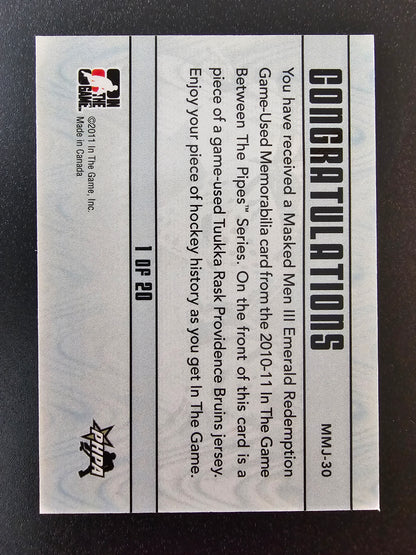 CONGRATULATIONS
MMJ-30
You have received a Masked Men III Emerald Redemption
Game-Used Memorabilia card from the 2010-11 In The Game
Between The Pipes™ Series. On the front of this card is a
piece of a game-used Tuukka Rask Providence Bruins jersey.
Enjoy your piece of hockey history as you get In The Game.
1 OF 20
IN
THE
GAME
©2011 In The Game, Inc.
Made in Canada
PHPA